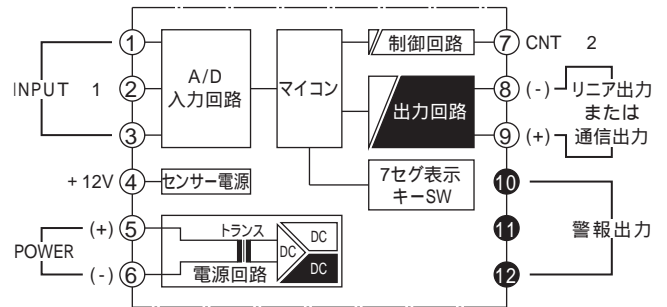 INPUT 1
①
②
③
A/D
入力回路
マイコン
制御回路
⑦ CNT 2
出力回路
⑧ (-)
⑨ (+)
リニア出力
または
通信出力
+12V ④
センサー電源
7セグ表示
キーSW
POWER
(+) ⑤
(-) ⑥
トランス
電源回路
DC
DC
DC
⓾
⓫
⓬
警報出力